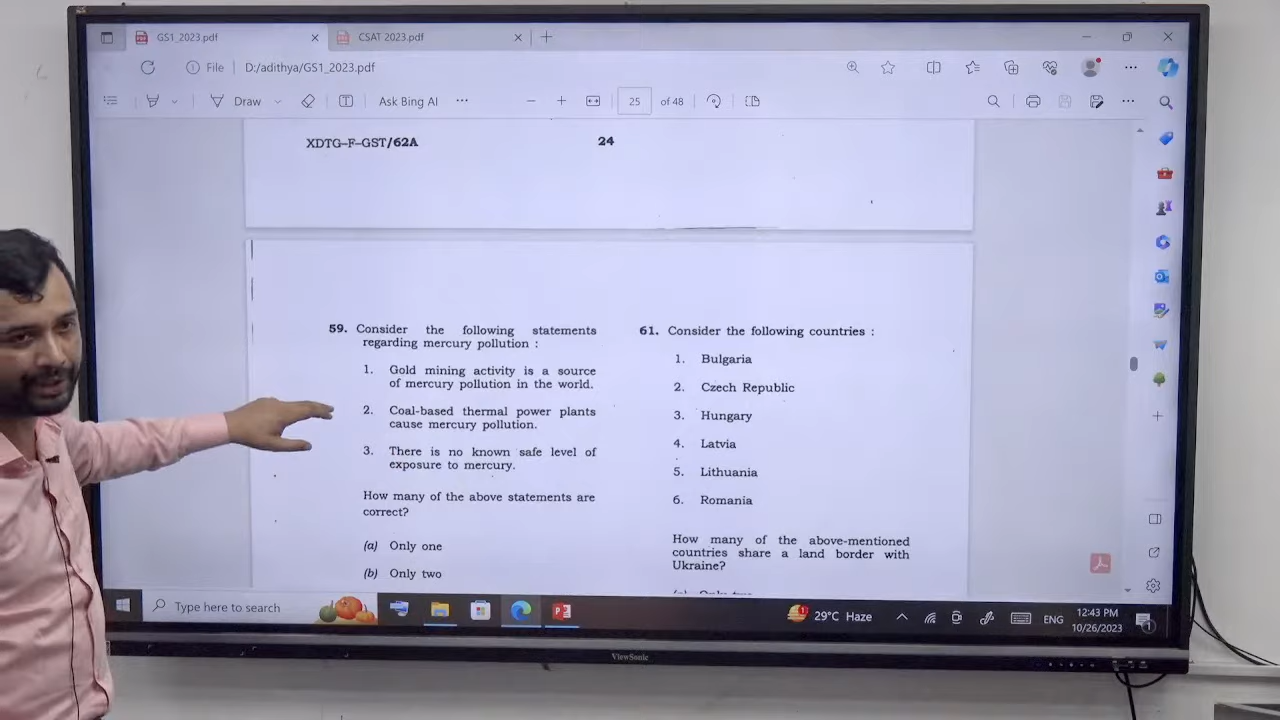 GS1_2023.pdf
CSAT 2023.pdf
File D:/adithya/GS1_2023.pdf
Draw
Ask Bing AI
25 of 48
XDTG-F-GST/62A
24
59. Consider the following statements
regarding mercury pollution :
1. Gold mining activity is a source
of mercury pollution in the world.
2. Coal-based thermal power plants
cause mercury pollution.
3. There is no known safe level of
exposure to mercury.
How many of the above statements are
correct?
(a) Only one
(b) Only two
61. Consider the following countries :
1. Bulgaria
2. Czech Republic
3. Hungary
4. Latvia
5. Lithuania
6. Romania
How many of the above-mentioned
countries share a land border with
Ukraine?
Type here to search
29°C Haze
ENG
12:43 PM
10/26/2023
ViewSonic